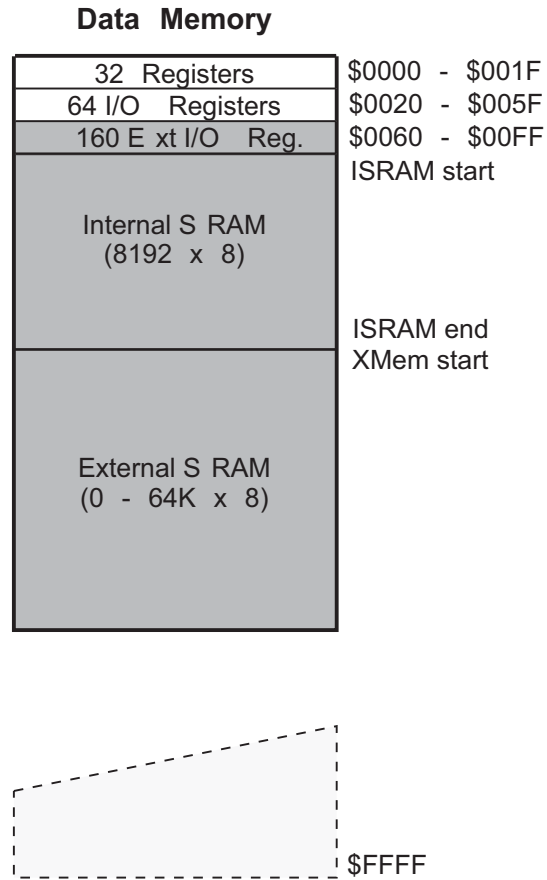 Data Memory
32 Registers
$0000 - $001F
64 I/O Registers
$0020 - $005F
160 E xt I/O Reg.
$0060 - $00FF
ISRAM start
Internal S RAM
(8192 x 8)
ISRAM end
XMem start
External S RAM
(0 - 64K x 8)
$FFFF